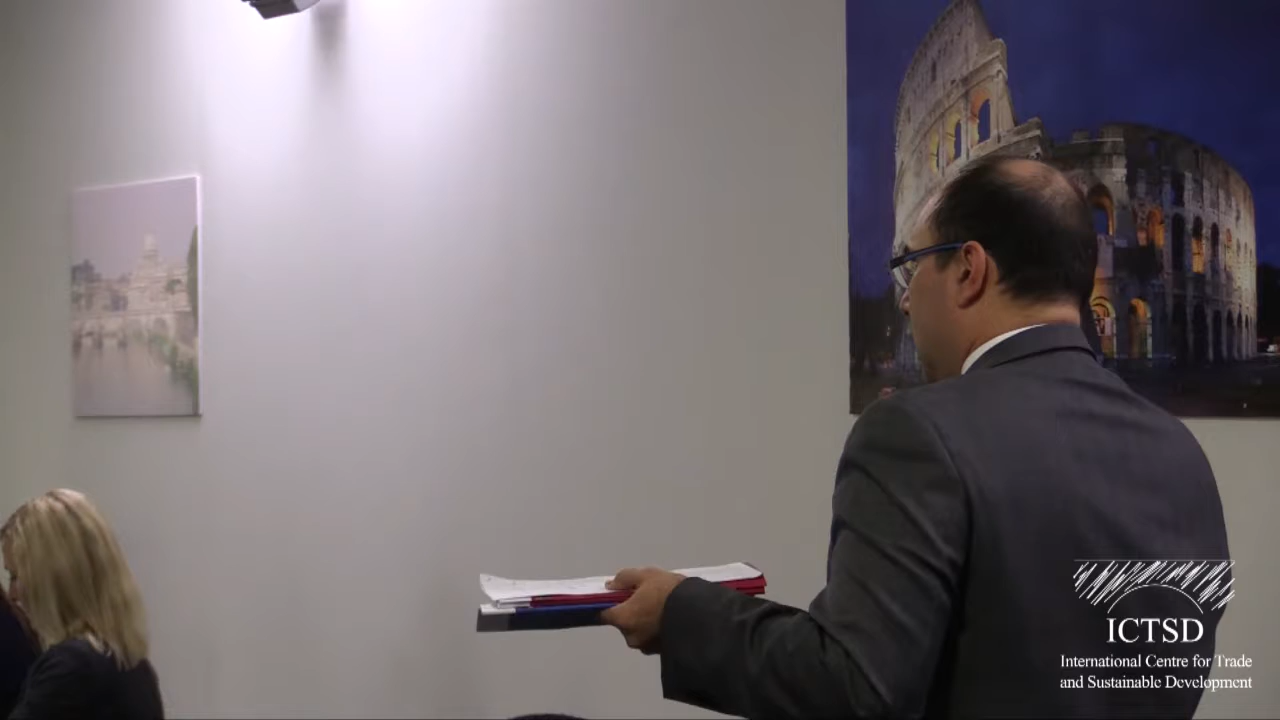 ICTSD
International Centre for Trade
and Sustainable Development